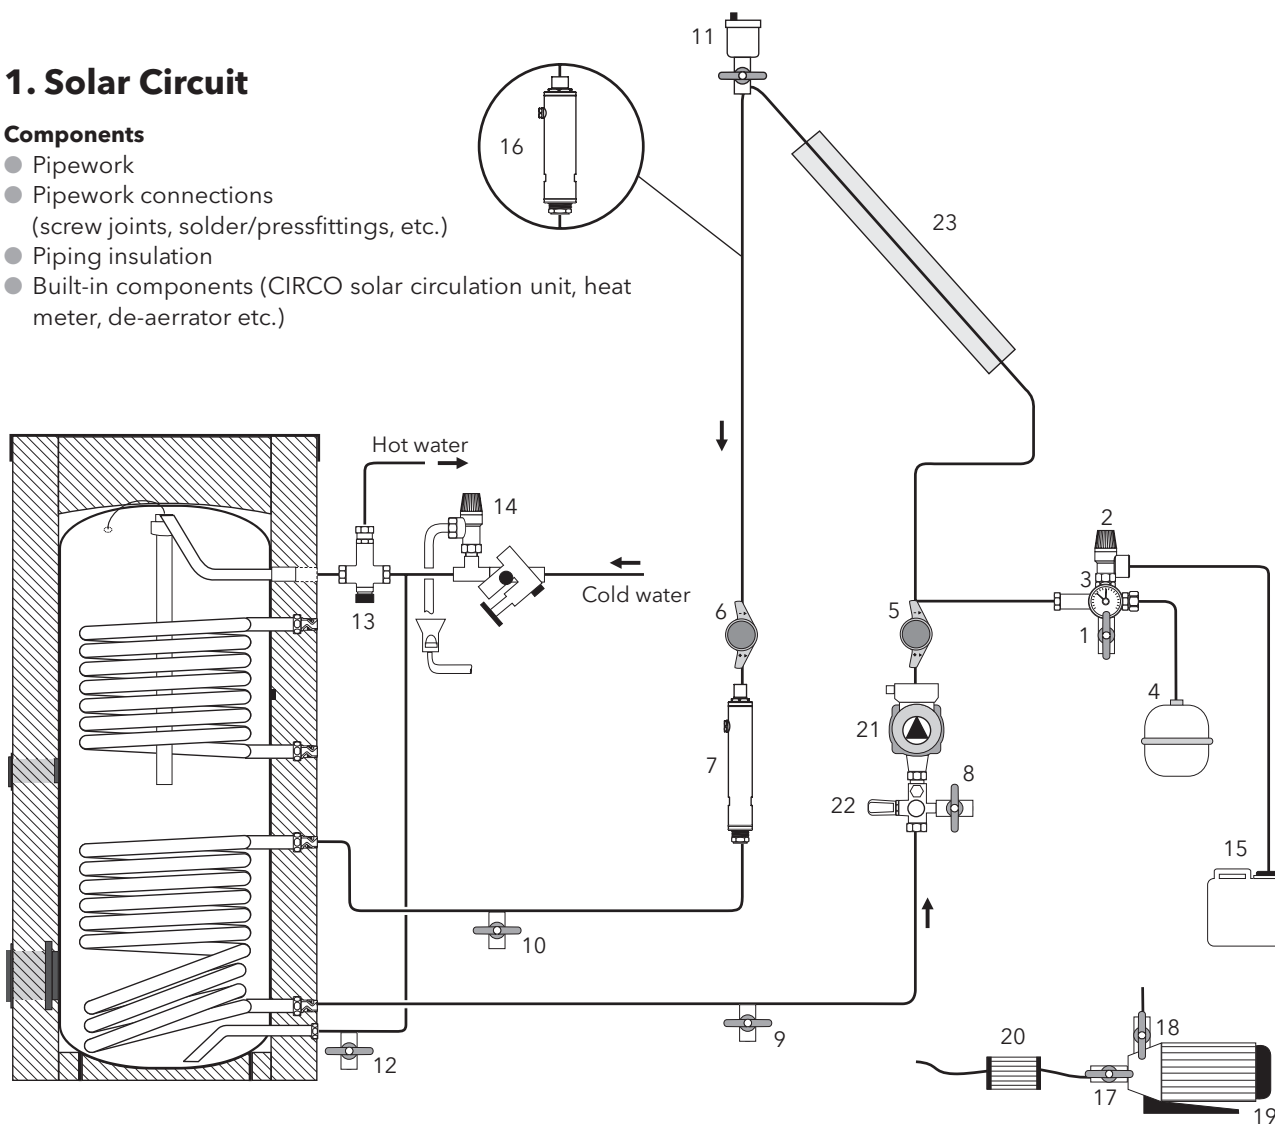 1. Solar Circuit
Components
Pipework
Pipework connections
(screw joints, solder/pressfittings, etc.)
Piping insulation
Built-in components (CIRCO solar circulation unit, heat
meter, de-aerrator etc.)
11
16
23
Hot water
14
Cold water
13
6
5
2
3
1
4
21
7
8
22
15
10
9
12
20
18
17
19